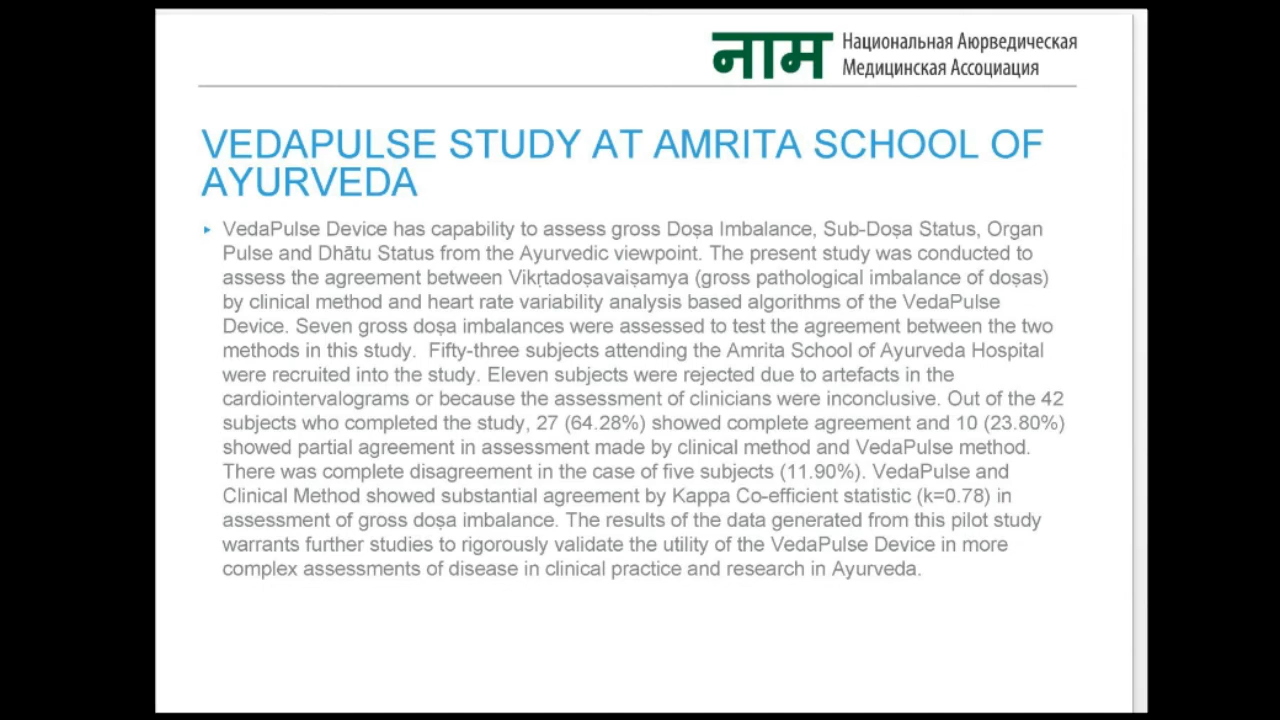 नाम
Национальная Аюрведическая
Медицинская Ассоциация
VEDAPULSE STUDY AT AMRITA SCHOOL OF
AYURVEDA
VedaPulse Device has capability to assess gross Doṣa Imbalance, Sub-Doṣa Status, Organ
Pulse and Dhātu Status from the Ayurvedic viewpoint. The present study was conducted to
assess the agreement between Vikṛtadoṣavaiṣamya (gross pathological imbalance of doṣas)
by clinical method and heart rate variability analysis based algorithms of the VedaPulse
Device. Seven gross doṣa imbalances were assessed to test the agreement between the two
methods in this study. Fifty-three subjects attending the Amrita School of Ayurveda Hospital
were recruited into the study. Eleven subjects were rejected due to artefacts in the
cardiointervalograms or because the assessment of clinicians were inconclusive. Out of the 42
subjects who completed the study, 27 (64.28%) showed complete agreement and 10 (23.80%)
showed partial agreement in assessment made by clinical method and VedaPulse method.
There was complete disagreement in the case of five subjects (11.90%). VedaPulse and
Clinical Method showed substantial agreement by Kappa Co-efficient statistic (k=0.78) in
assessment of gross doṣa imbalance. The results of the data generated from this pilot study
warrants further studies to rigorously validate the utility of the VedaPulse Device in more
complex assessments of disease in clinical practice and research in Ayurveda.